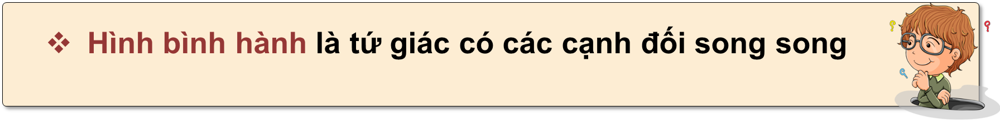 ❖ Hình bình hành là tứ giác có các cạnh đối song song